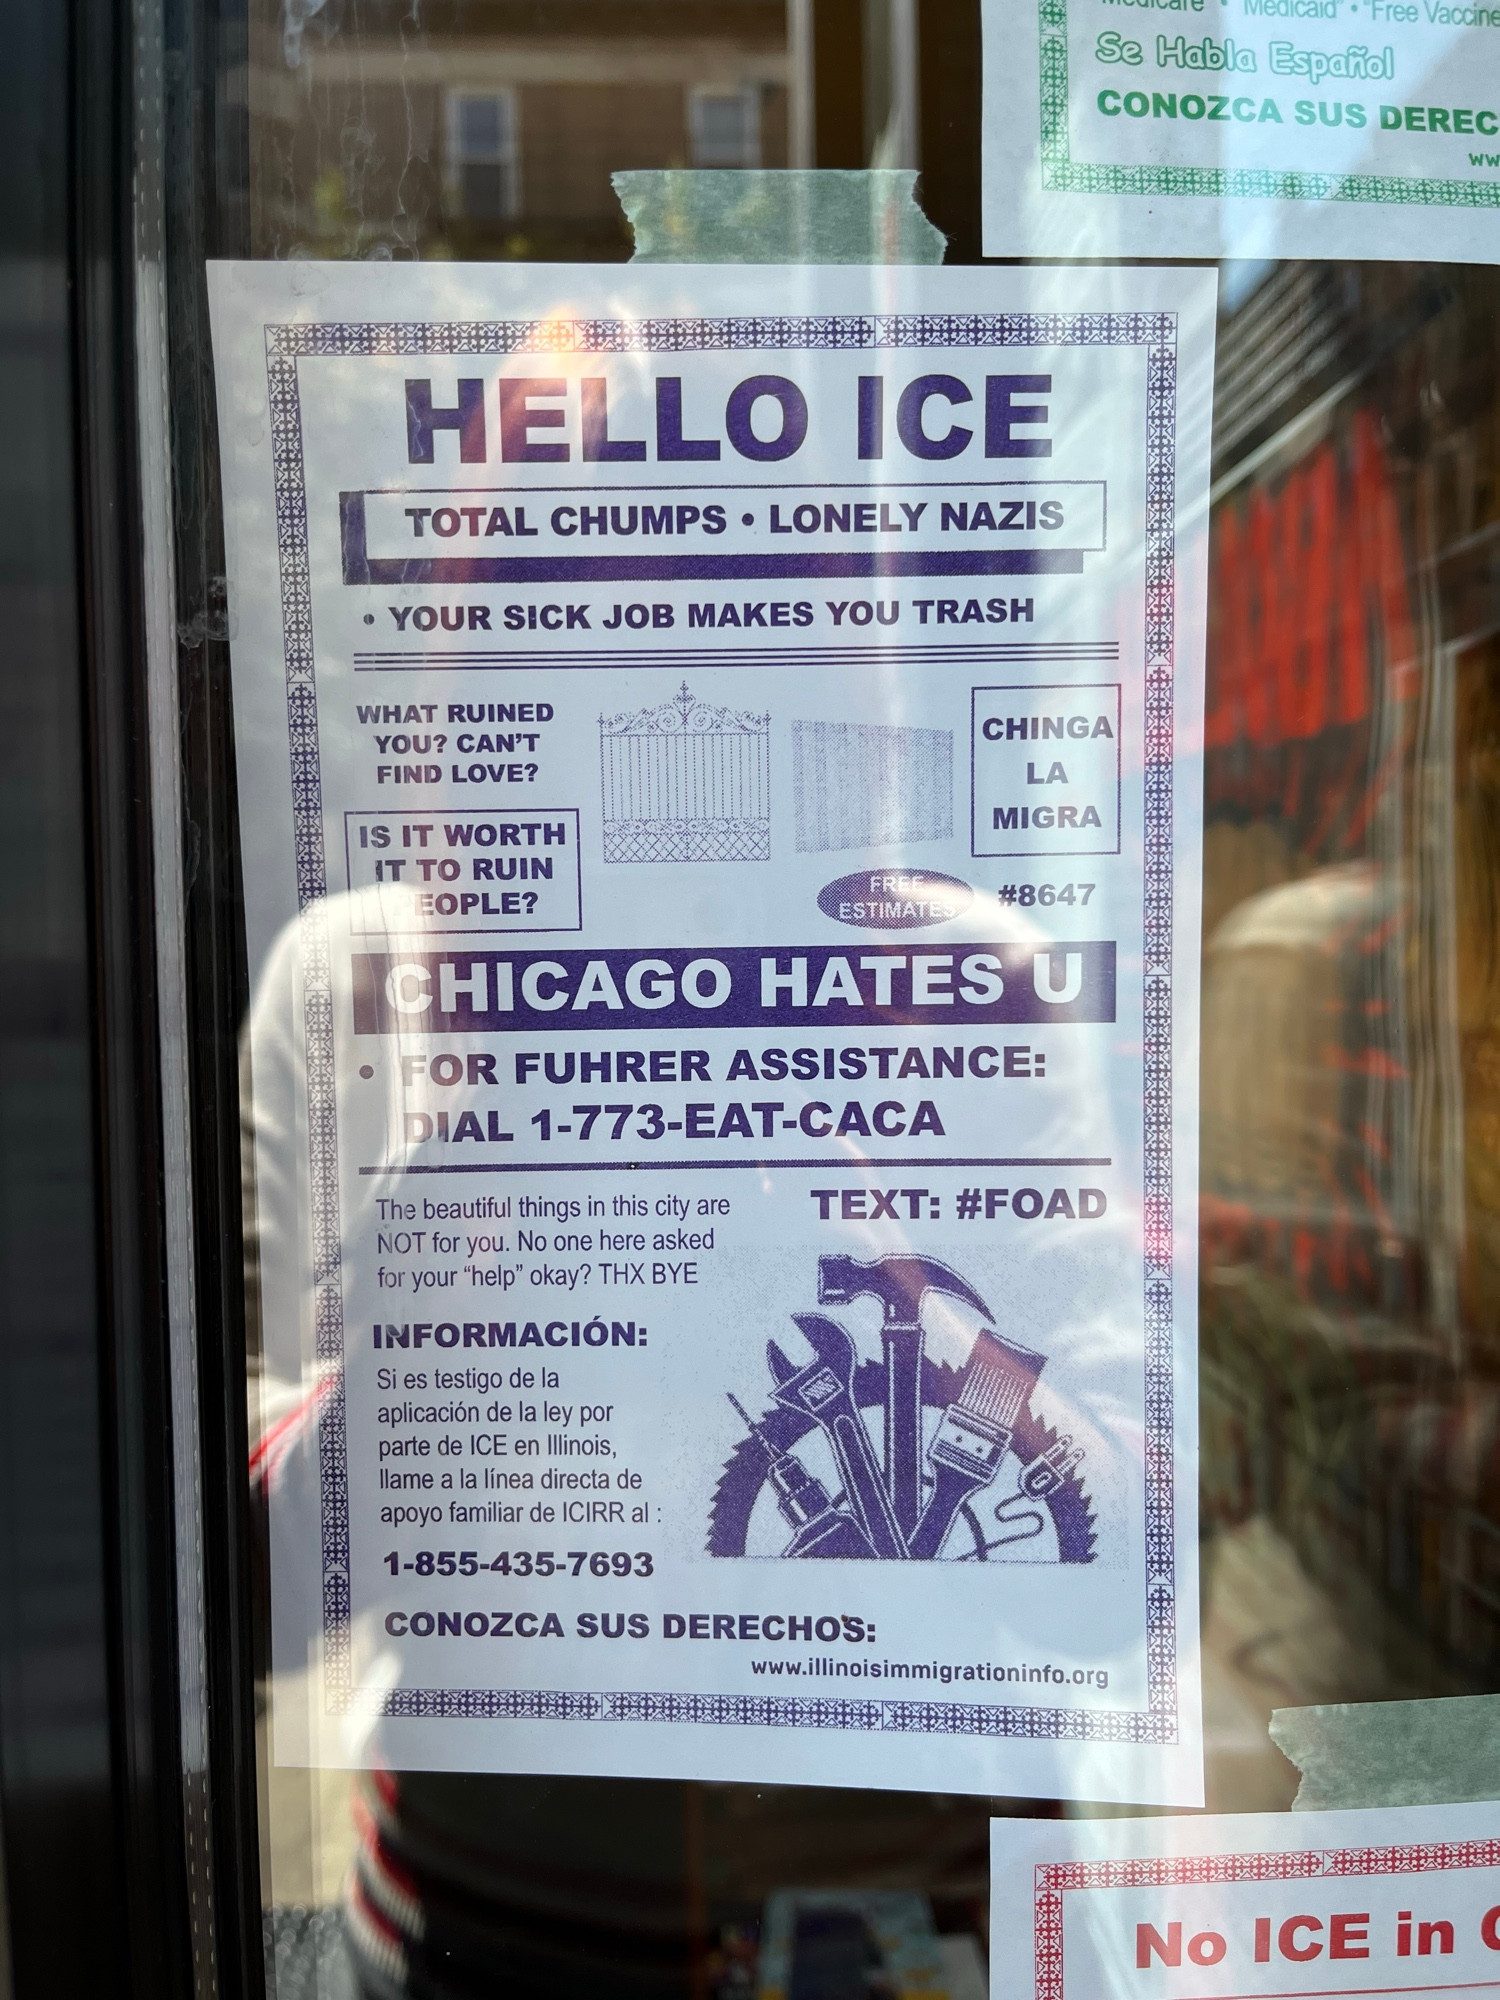 Medicare • "Medicaid" • "Free Vaccine
Se Habla Español
CONOZCA SUS DEREC
ww
HELLO ICE
TOTAL CHUMPS • LONELY NAZIS
• YOUR SICK JOB MAKES YOU TRASH
WHAT RUINED
YOU? CAN'T
FIND LOVE?
IS IT WORTH
IT TO RUIN
PEOPLE?
CHINGA
LA
MIGRA
FREE
ESTIMATES
#8647
CHICAGO HATES U
• FOR FUHRER ASSISTANCE:
DIAL 1-773-EAT-CACA
The beautiful things in this city are
NOT for you. No one here asked
for your “help” okay? THX BYE
TEXT: #FOAD
INFORMACIÓN:
Si es testigo de la
aplicación de la ley por
parte de ICE en Illinois,
llame a la línea directa de
apoyo familiar de ICIRR al :
1-855-435-7693
CONOZCA SUS DERECHOS:
www.illinoisimmigrationinfo.org
No ICE in C